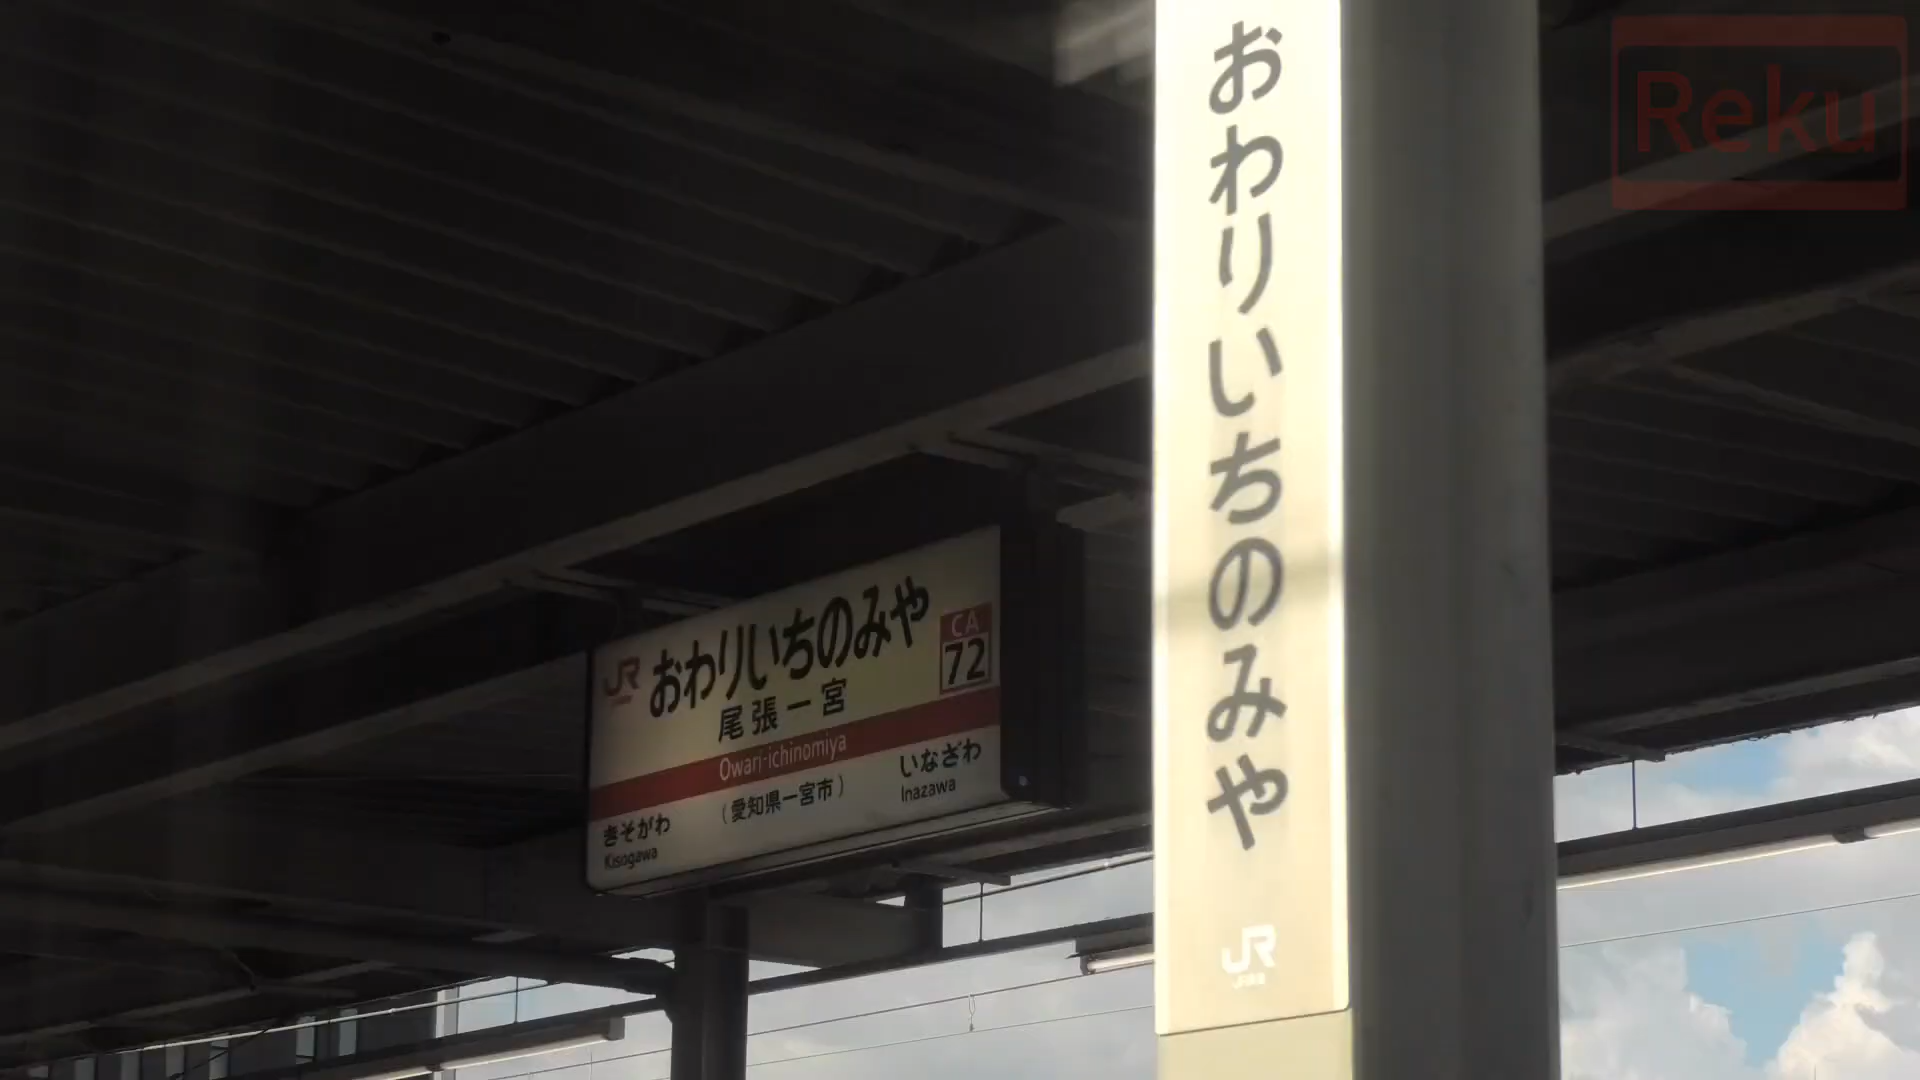 おわりいちのみや
JR
Reku
JR
おわりいちのみや
CA
72
尾張一宮
Owari-ichinomiya
(愛知県一宮市)
きそがわ
Kisogawa
いなざわ
Inazawa